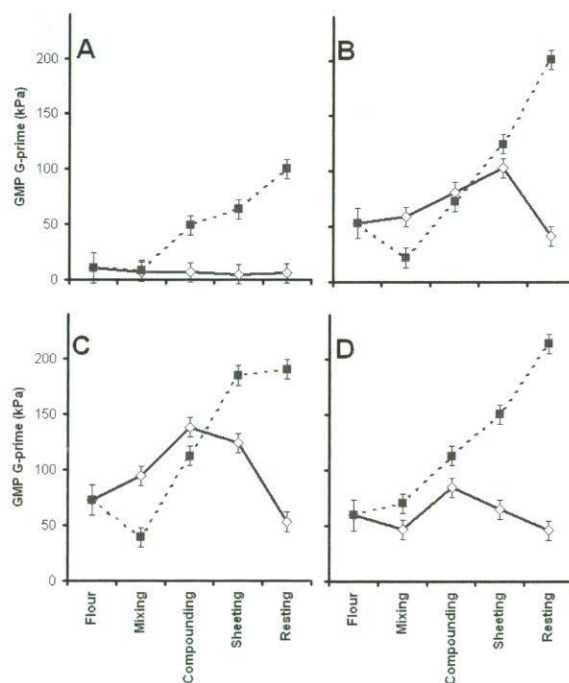 A
B
GMP G-prime (kPa)
200
150
100
50
0
C
D
GMP G-prime (kPa)
200
150
100
50
0
Flour
Mixing
Compounding
Sheeting
Resting
Flour
Mixing
Compounding
Sheeting
Resting